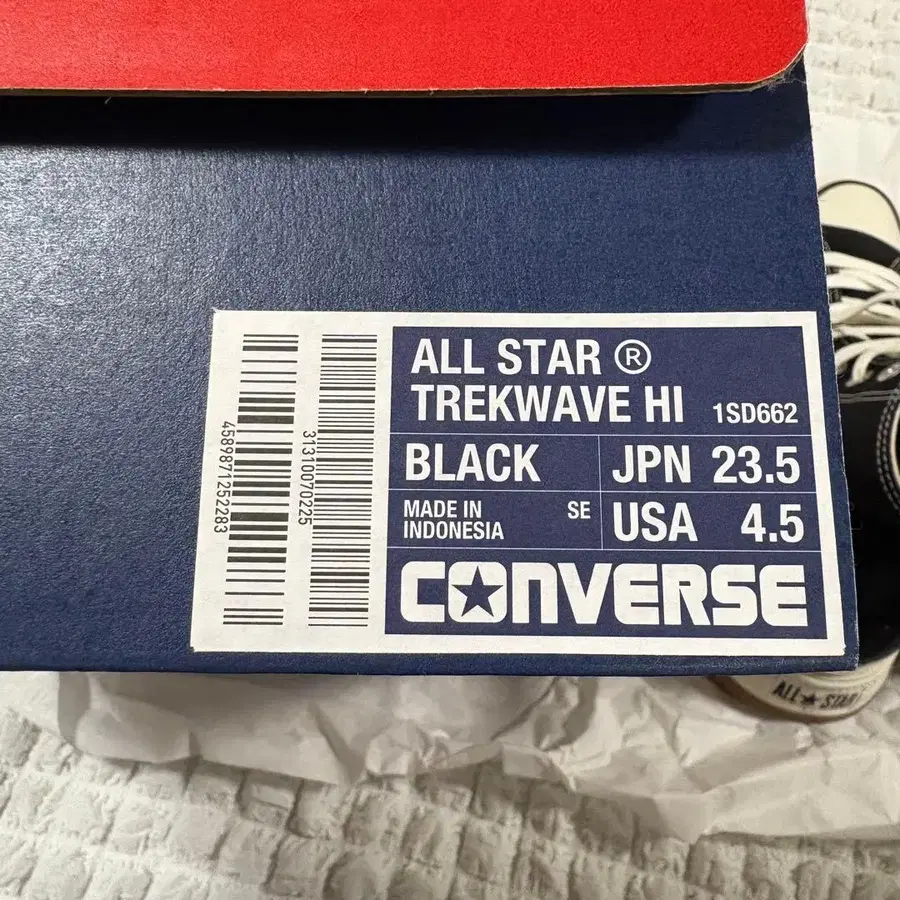 4589871252283
31310070225
ALL STAR ®
TREKWAVE HI 1SD662
BLACK JPN 23.5
MADE IN
INDONESIA SE USA 4.5
CONVERSE
ALL★STAR